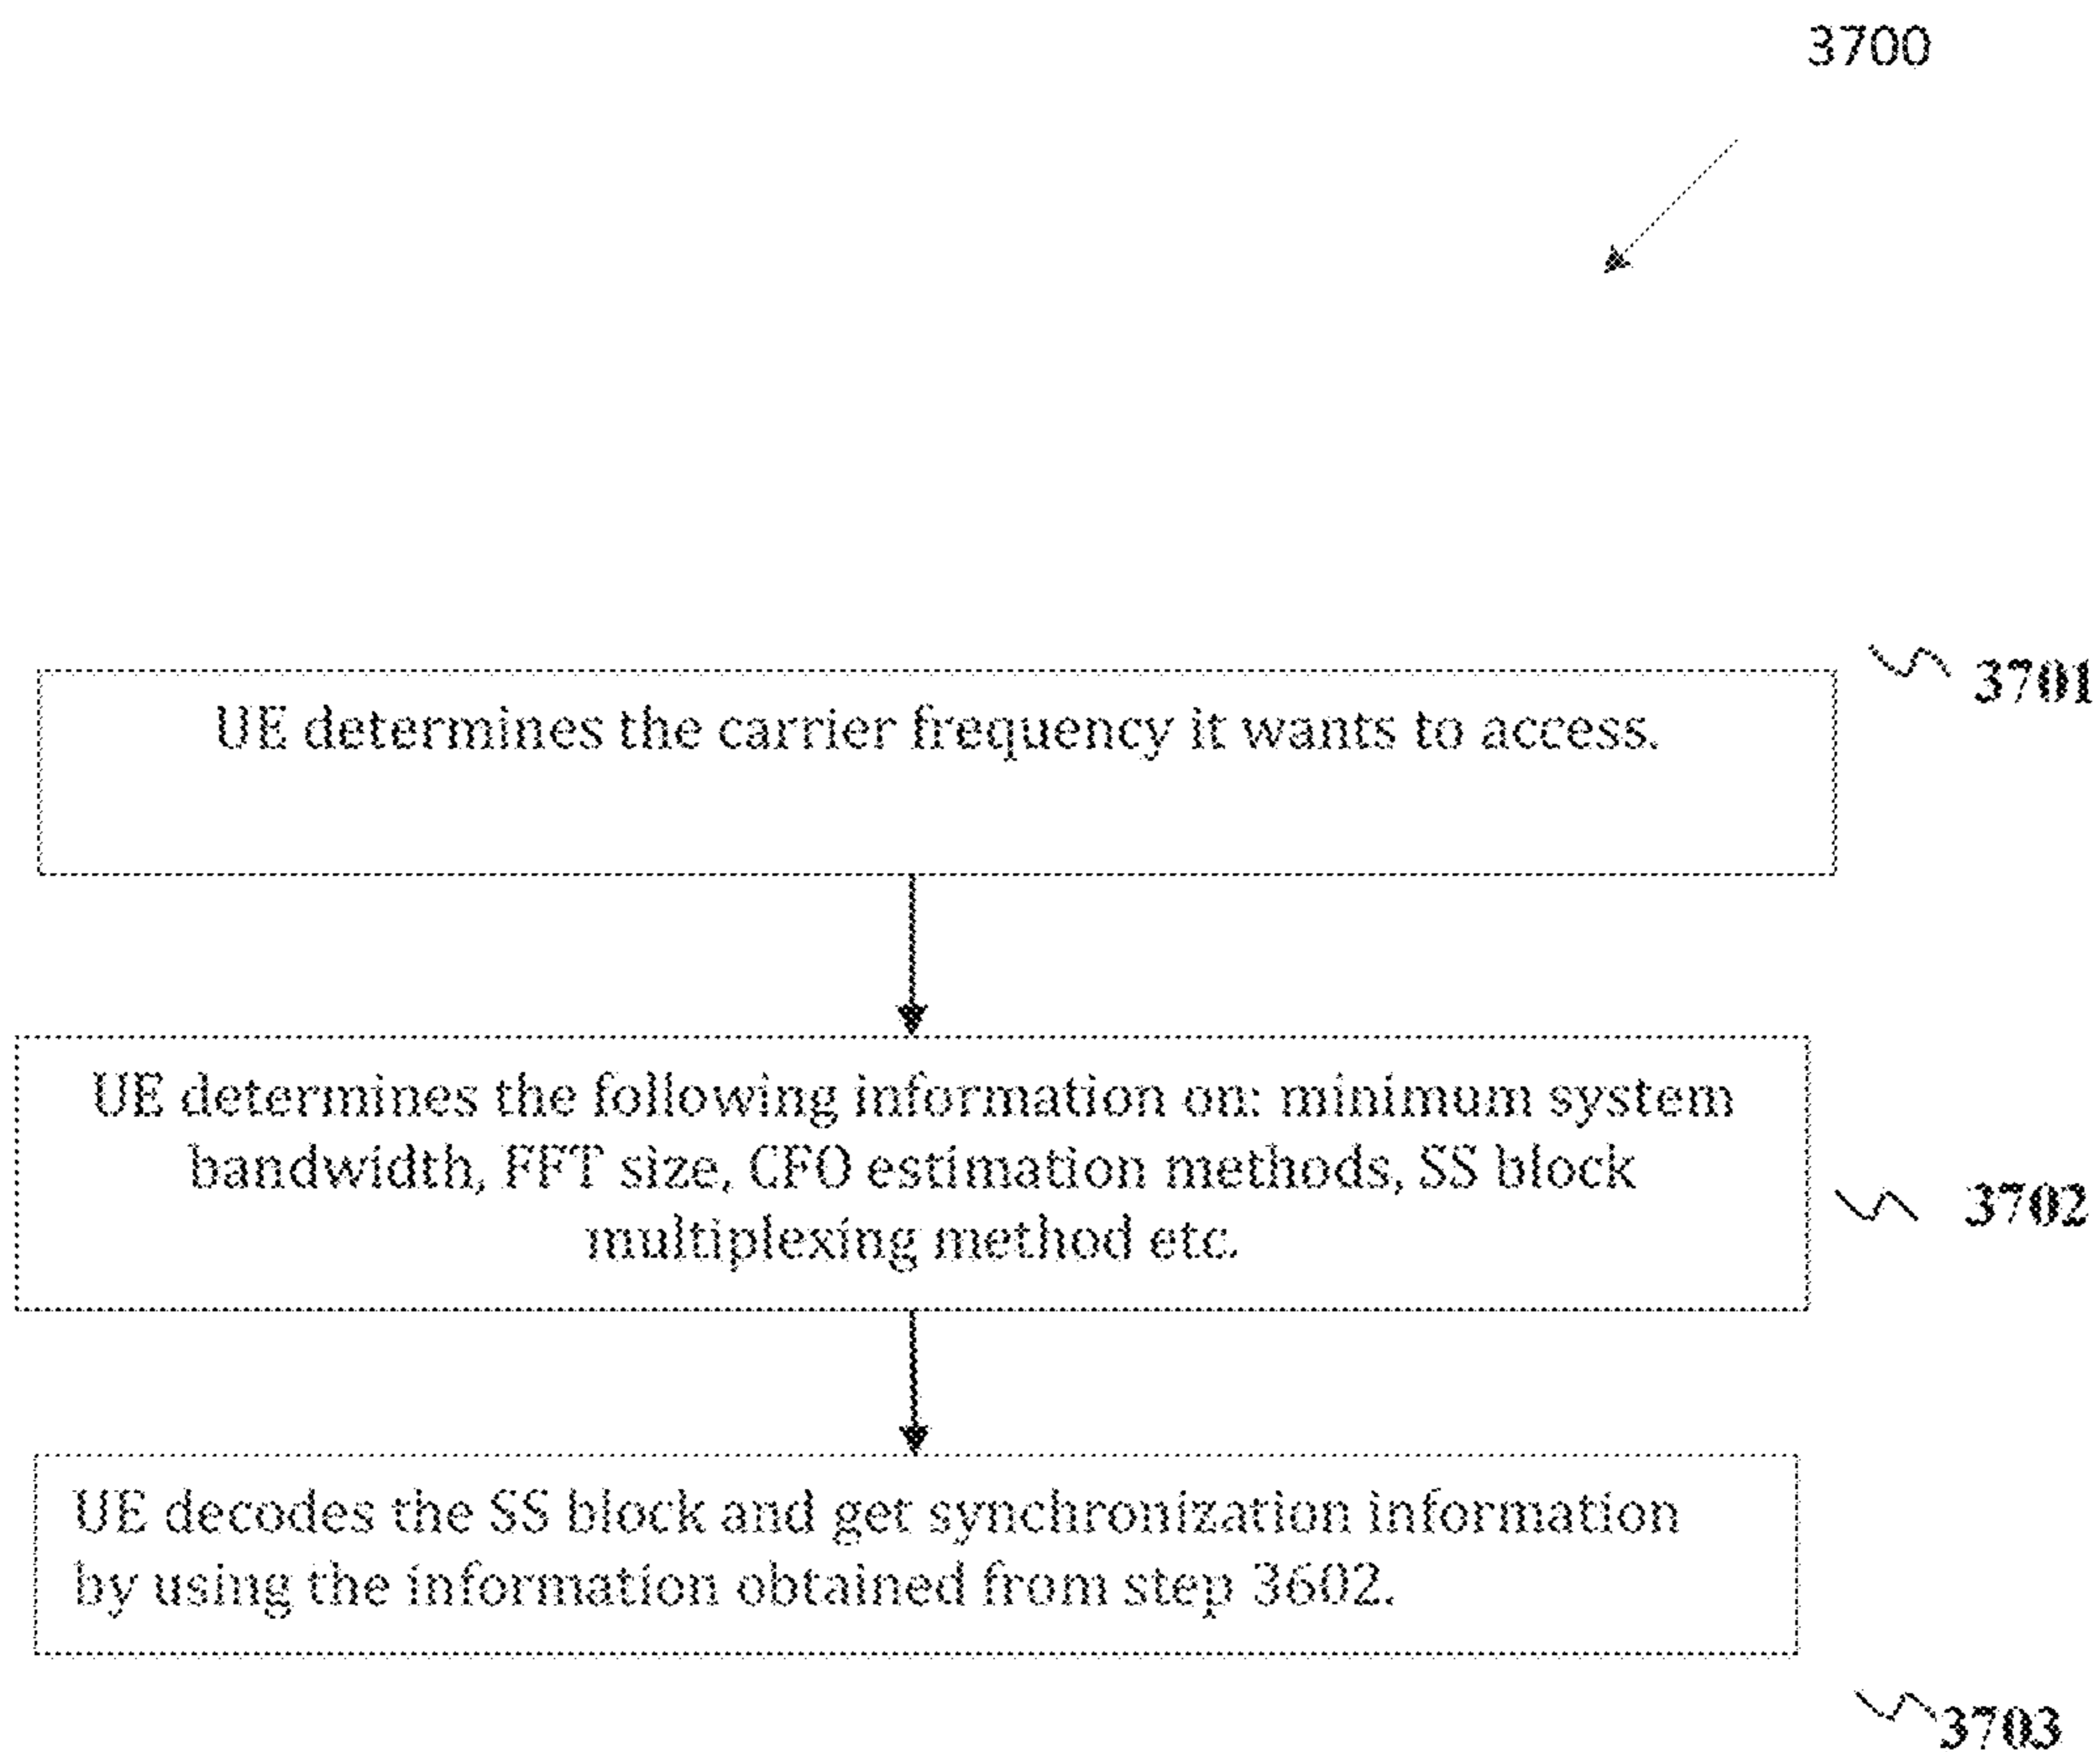 3700
3701
UE determines the carrier frequency it wants to access.
UE determines the following information on: minimum system
bandwidth, FFT size, CFO estimation methods, SS block
multiplexing method etc.
3702
UE decodes the SS block and get synchronization information
by using the information obtained from step 3602.
3703